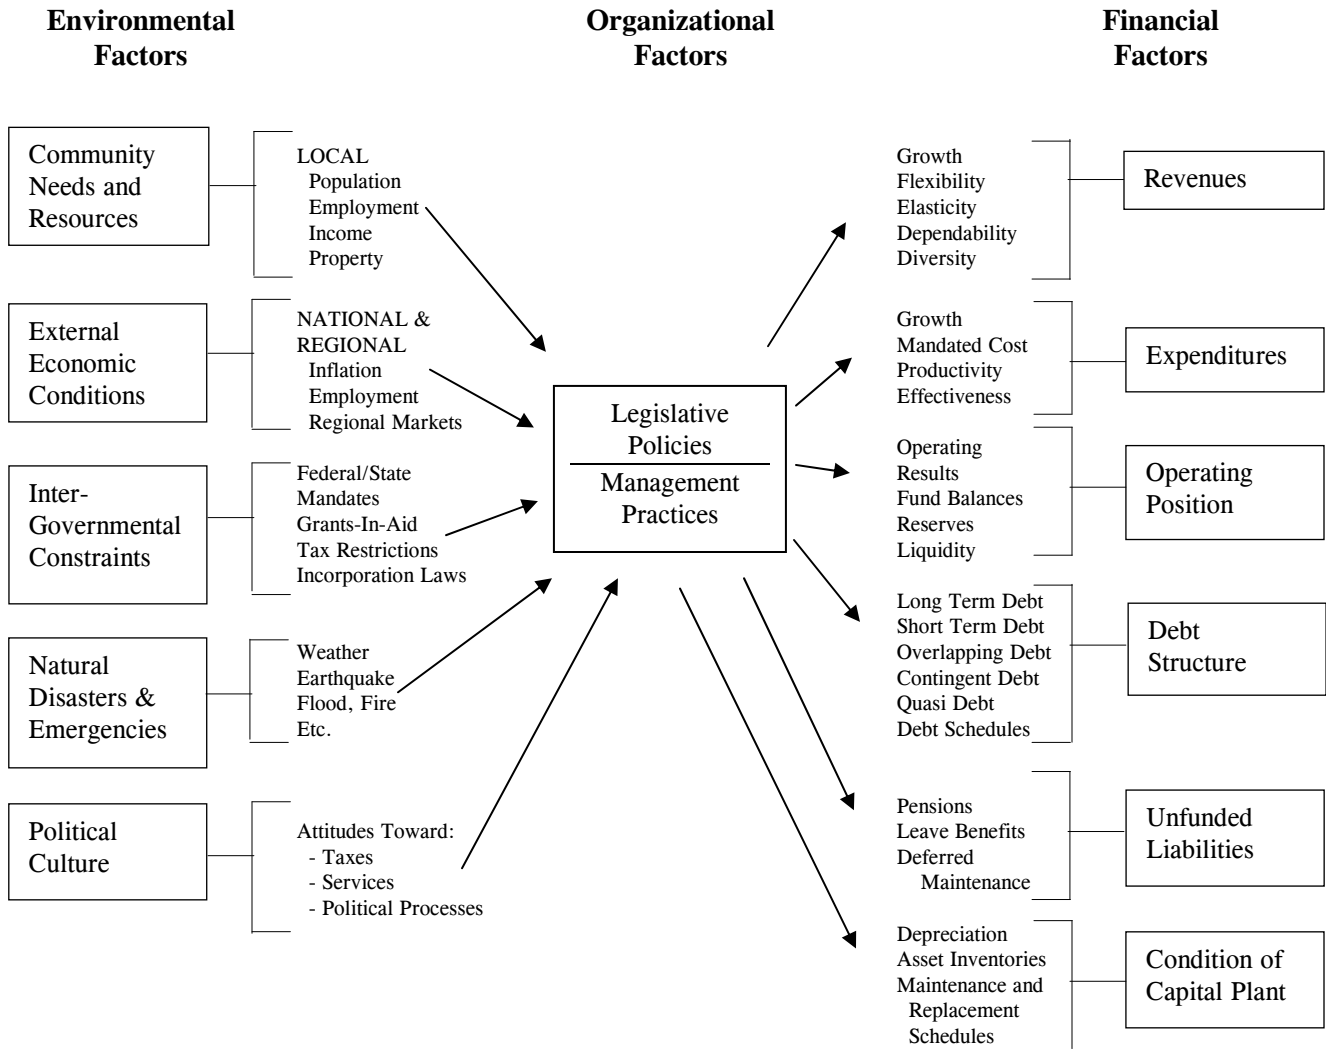 Environmental
Factors
Organizational
Factors
Financial
Factors
Community
Needs and
Resources
LOCAL
Population
Employment
Income
Property
External
Economic
Conditions
NATIONAL &
REGIONAL
Inflation
Employment
Regional Markets
Inter-
Governmental
Constraints
Federal/State
Mandates
Grants-In-Aid
Tax Restrictions
Incorporation Laws
Natural
Disasters &
Emergencies
Weather
Earthquake
Flood, Fire
Etc.
Political
Culture
Attitudes Toward:
- Taxes
- Services
- Political Processes
Legislative
Policies
Management
Practices
Growth
Flexibility
Elasticity
Dependability
Diversity
Revenues
Growth
Mandated Cost
Productivity
Effectiveness
Expenditures
Operating
Results
Fund Balances
Reserves
Liquidity
Operating
Position
Long Term Debt
Short Term Debt
Overlapping Debt
Contingent Debt
Quasi Debt
Debt Schedules
Debt
Structure
Pensions
Leave Benefits
Deferred
Maintenance
Unfunded
Liabilities
Depreciation
Asset Inventories
Maintenance and
Replacement
Schedules
Condition of
Capital Plant